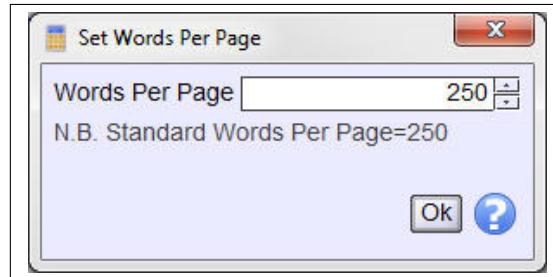 Set Words Per Page
Words Per Page 250
N.B. Standard Words Per Page=250
Ok ?